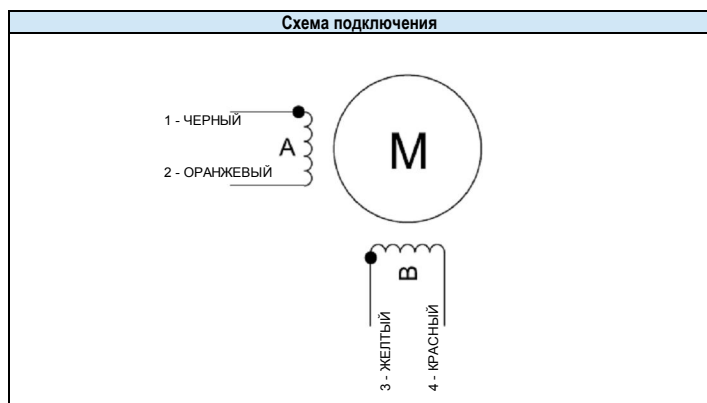 Схема подключения
1 - ЧЕРНЫЙ
A
M
2 - ОРАНЖЕВЫЙ
B
3 - ЖЕЛТЫЙ
4 - КРАСНЫЙ